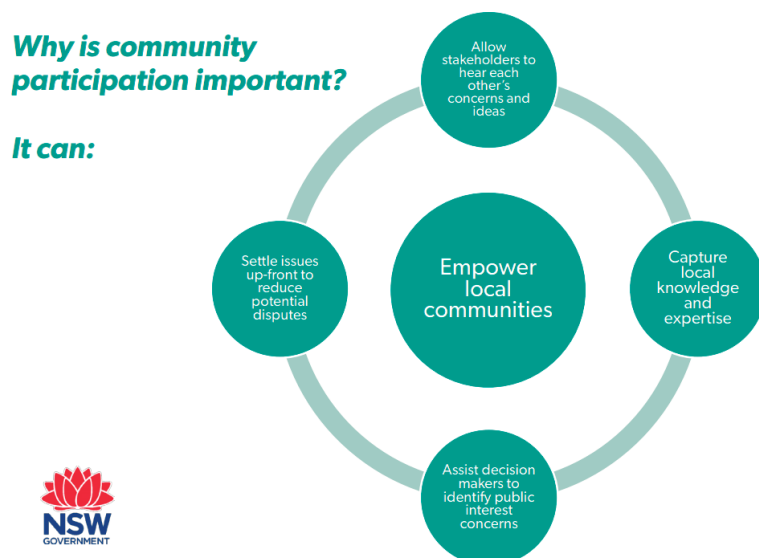 Why is community
participation important?
It can:
Allow
stakeholders to
hear each
other's
concerns and
ideas
Capture
local
knowledge
and
expertise
Assist decision
makers to
identify public
interest
concerns
Settle issues
up-front to
reduce
potential
disputes
Empower
local
communities
NSW
GOVERNMENT